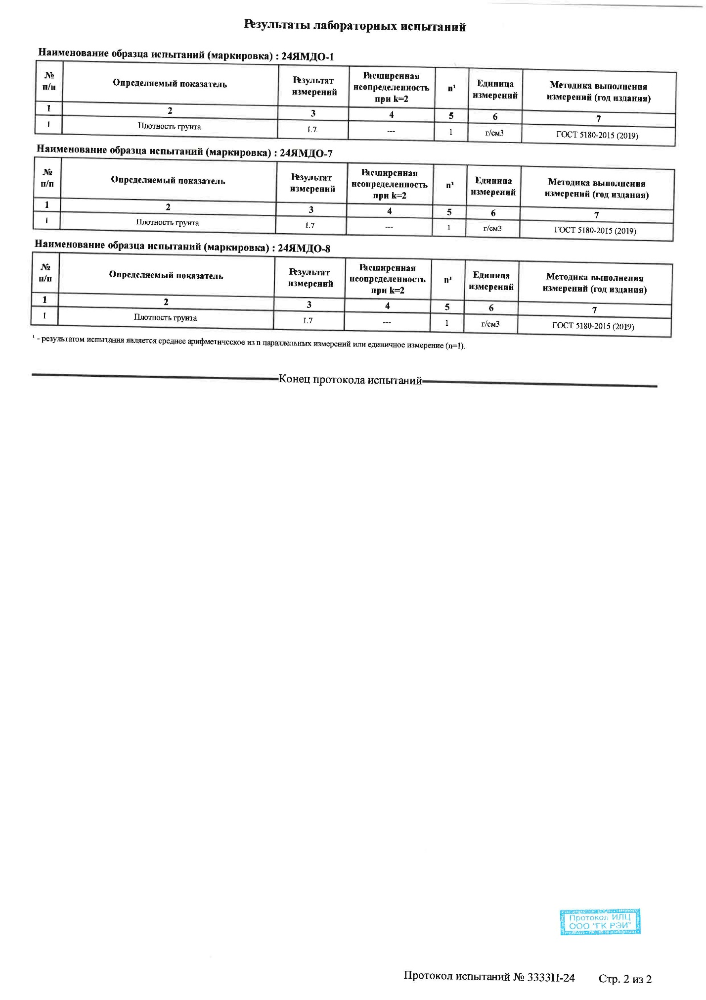 Результаты лабораторных испытаний
Наименование образца испытаний (маркировка) : 24ЯМДО-1
№ п/п Определяемый показатель Результат измерений Расширенная неопределенность при k=2 n¹ Единица измерений Методика выполнения измерений (год издания)
1 2 3 4 5 6 7
1 Плотность грунта 1.7 --- 1 г/см3 ГОСТ 5180-2015 (2019)
Наименование образца испытаний (маркировка) : 24ЯМДО-7
№ п/п Определяемый показатель Результат измерений Расширенная неопределенность при k=2 n¹ Единица измерений Методика выполнения измерений (год издания)
1 2 3 4 5 6 7
1 Плотность грунта 1.7 --- 1 г/см3 ГОСТ 5180-2015 (2019)
Наименование образца испытаний (маркировка) : 24ЯМДО-8
№ п/п Определяемый показатель Результат измерений Расширенная неопределенность при k=2 n¹ Единица измерений Методика выполнения измерений (год издания)
1 2 3 4 5 6 7
1 Плотность грунта 1.7 --- 1 г/см3 ГОСТ 5180-2015 (2019)
¹ - результатом испытания является среднее арифметическое из n параллельных измерений или единичное измерение (n=1).
Конец протокола испытаний
Протокол ИЛЦ
ООО "ГК РЭИ"
Протокол испытаний № 3333П-24 Стр. 2 из 2